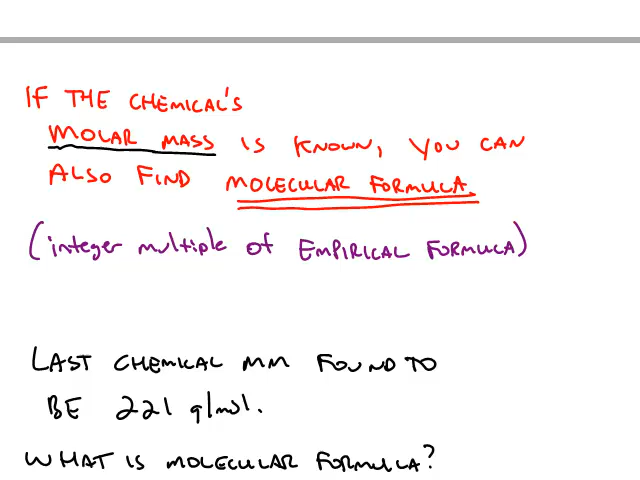 IF THE CHEMICAL'S
MOLAR MASS IS KNOWN, YOU CAN
ALSO FIND MOLECULAR FORMULA.
(integer multiple of EMPIRICAL FORMULA)
LAST CHEMICAL MM FOUND TO
BE 221 g/mol.
WHAT IS MOLECULAR FORMULA?